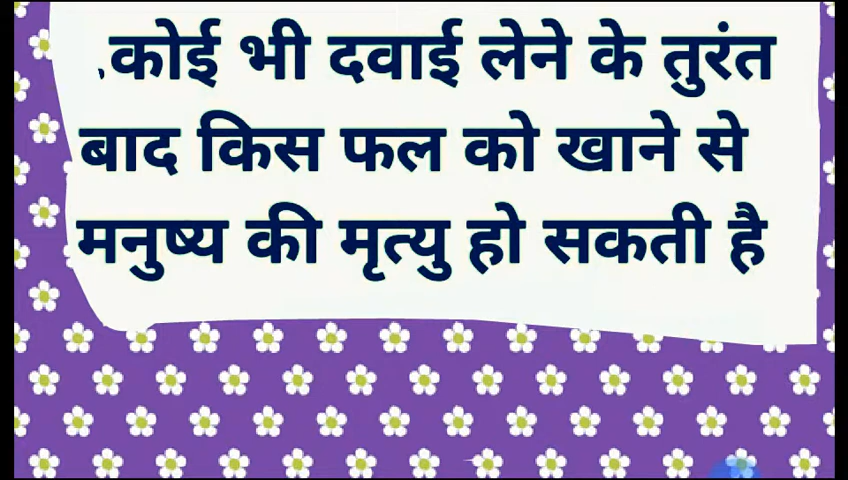 .कोई भी दवाई लेने के तुरंत
बाद किस फल को खाने से
मनुष्य की मृत्यु हो सकती है